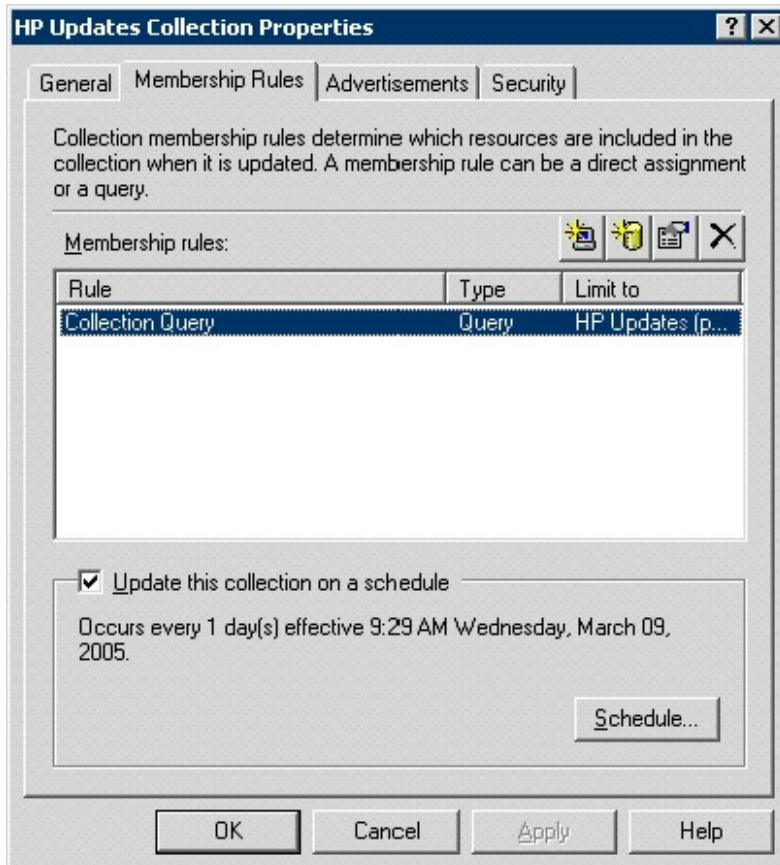 HP Updates Collection Properties
General Membership Rules Advertisements Security
Collection membership rules determine which resources are included in the
collection when it is updated. A membership rule can be a direct assignment
or a query.
Membership rules:
Rule Type Limit to
Collection Query Query HP Updates (p...
Update this collection on a schedule
Occurs every 1 day(s) effective 9:29 AM Wednesday, March 09,
2005.
Schedule...
OK Cancel Apply Help